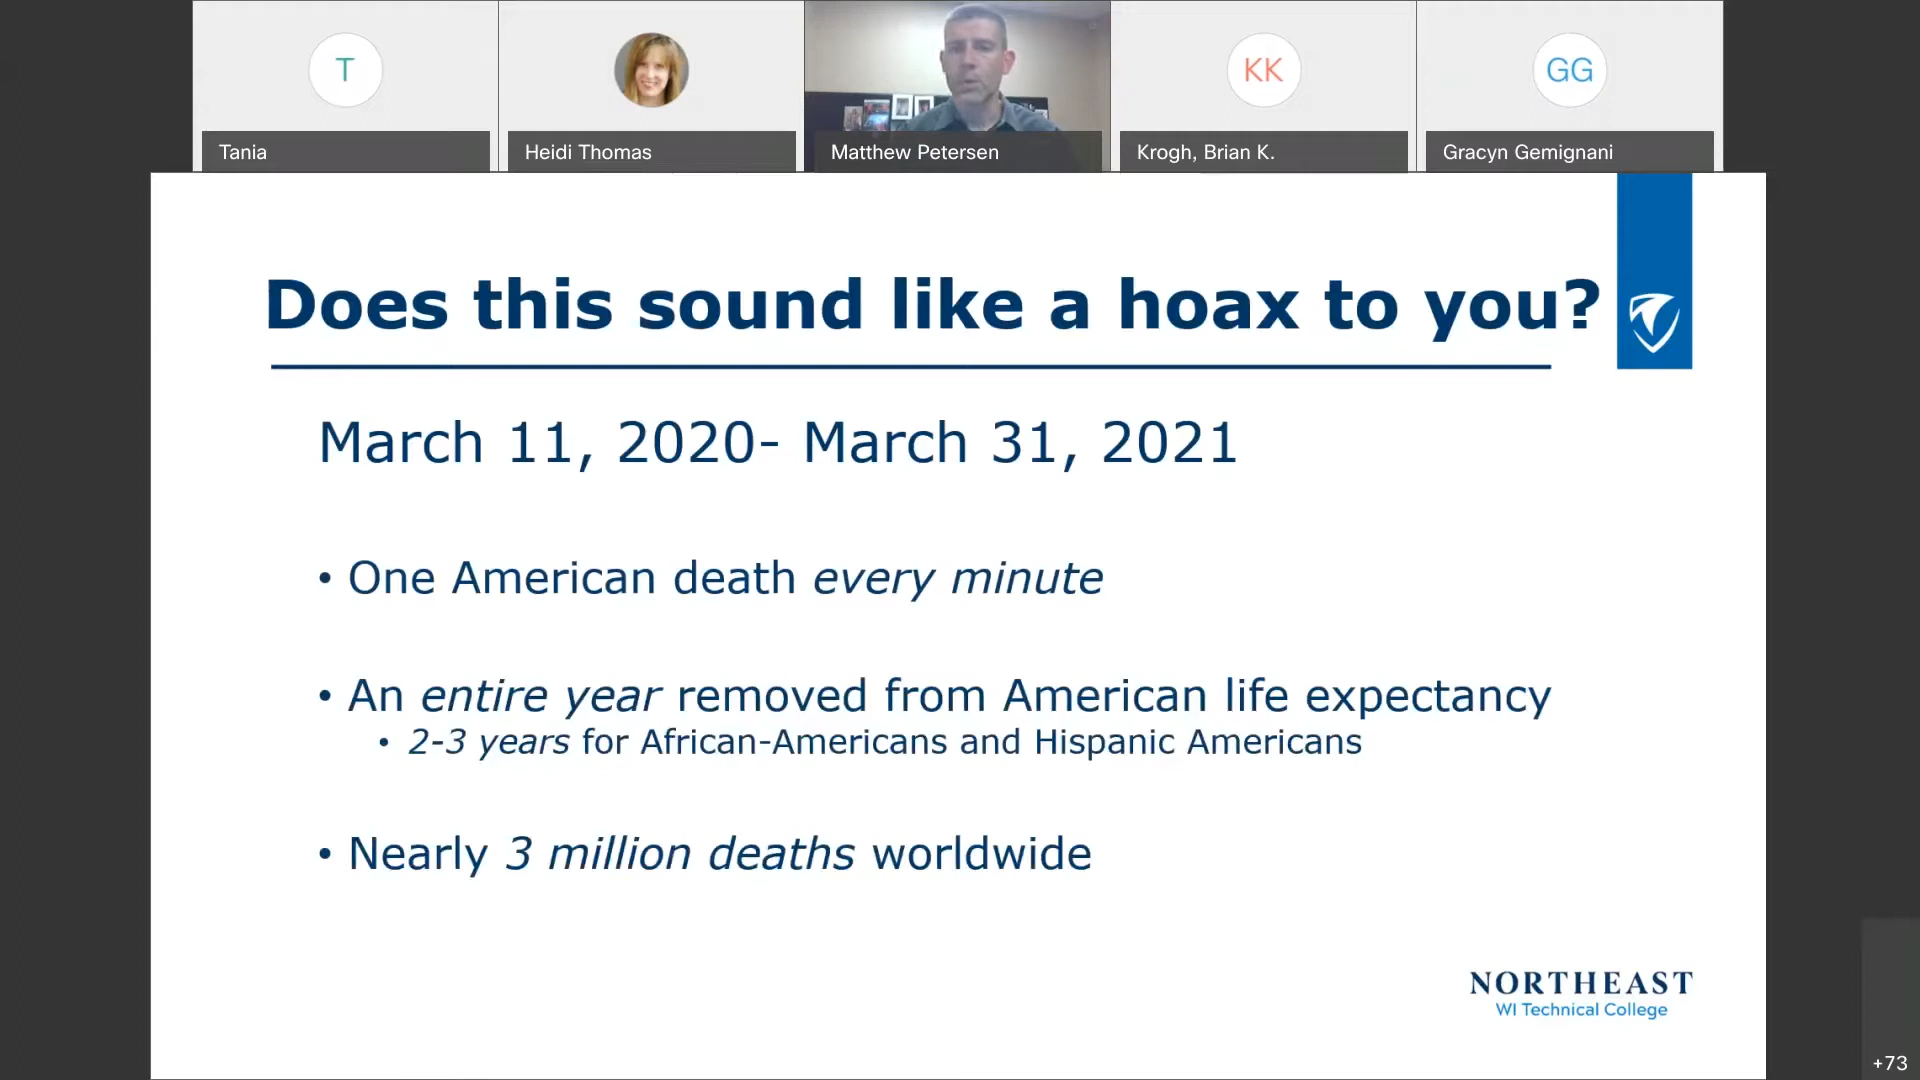 T
KK
GG
Tania
Heidi Thomas
Matthew Petersen
Krogh, Brian K.
Gracyn Gemignani
Does this sound like a hoax to you?
March 11, 2020- March 31, 2021
• One American death every minute
• An entire year removed from American life expectancy
• 2-3 years for African-Americans and Hispanic Americans
• Nearly 3 million deaths worldwide
NORTHEAST
WI Technical College
+73